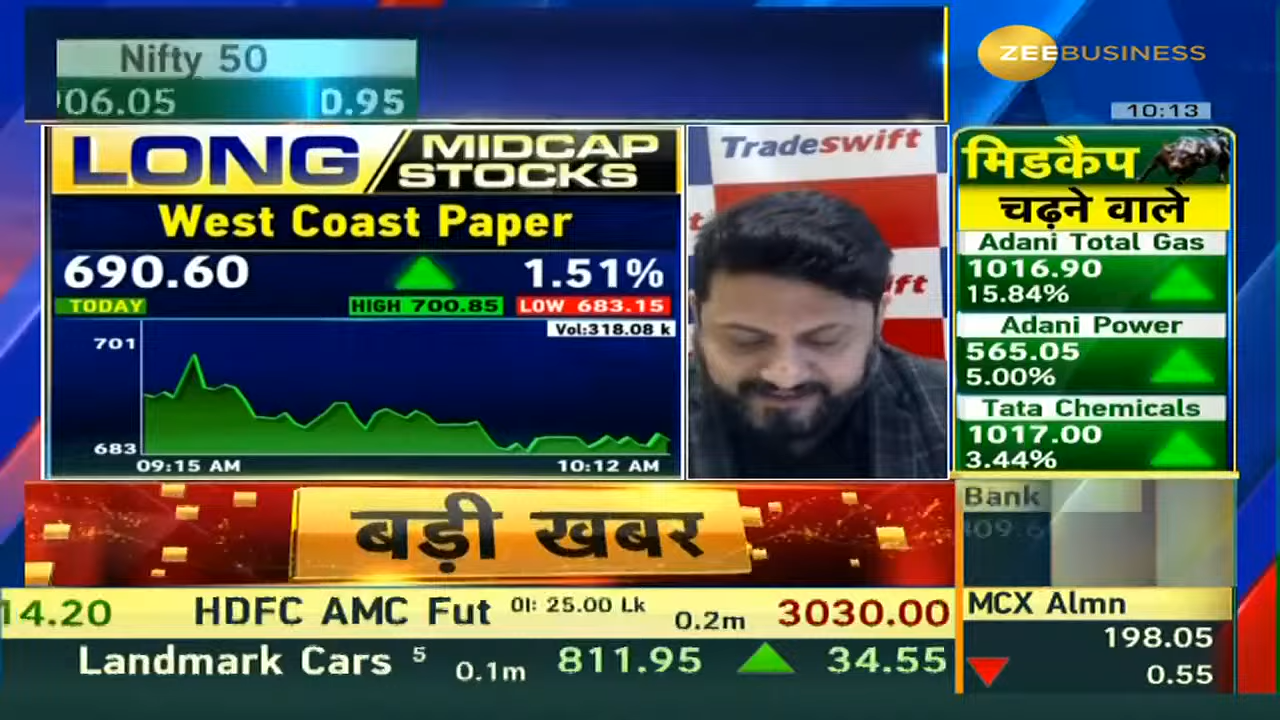 Nifty 50
06.05 0.95
ZEEBUSINESS
10:13
LONG
MIDCAP
STOCKS
West Coast Paper
690.60 1.51%
TODAY HIGH 700.85 LOW 683.15
Vol:318.08 k
701
683
09:15 AM 10:12 AM
Tradeswift
ift
मिडकैप
चढ़ने वाले
Adani Total Gas
1016.90
15.84%
Adani Power
565.05
5.00%
Tata Chemicals
1017.00
3.44%
बड़ी खबर
Bank
MCX Almn
198.05
0.55
14.20 HDFC AMC Fut OI: 25.00 Lk 0.2m 3030.00
Landmark Cars 5 0.1m 811.95 34.55